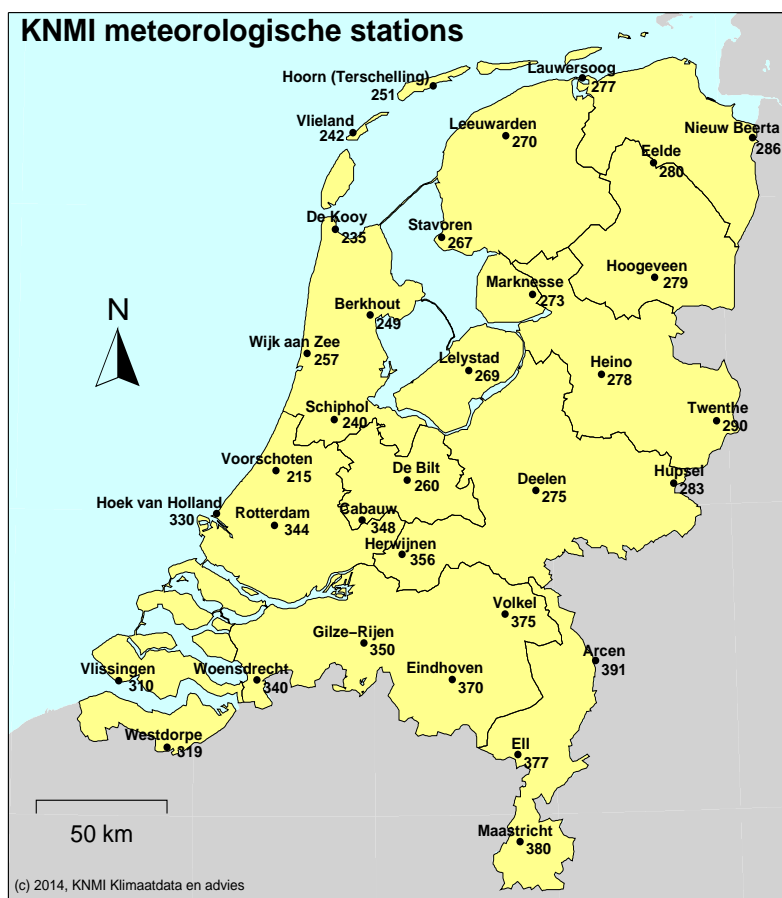 KNMI meteorologische stations
Lauwersoog
277
Hoorn (Terschelling)
251
Vlieland
242
Leeuwarden
270
Nieuw Beerta
286
Eelde
280
De Kooy
235
Stavoren
267
Hoogeveen
279
Marknesse
273
N
Berkhout
249
Wijk aan Zee
257
Lelystad
269
Heino
278
Twenthe
290
Schiphol
240
Voorschoten
215
De Bilt
260
Deelen
275
Hupsel
283
Hoek van Holland
330
Rotterdam
344
Cabauw
348
Herwijnen
356
Volkel
375
Gilze–Rijen
350
Arcen
391
Vlissingen
310
Woensdrecht
340
Eindhoven
370
Westdorpe
319
Ell
377
50 km
Maastricht
380
(c) 2014, KNMI Klimaatdata en advies